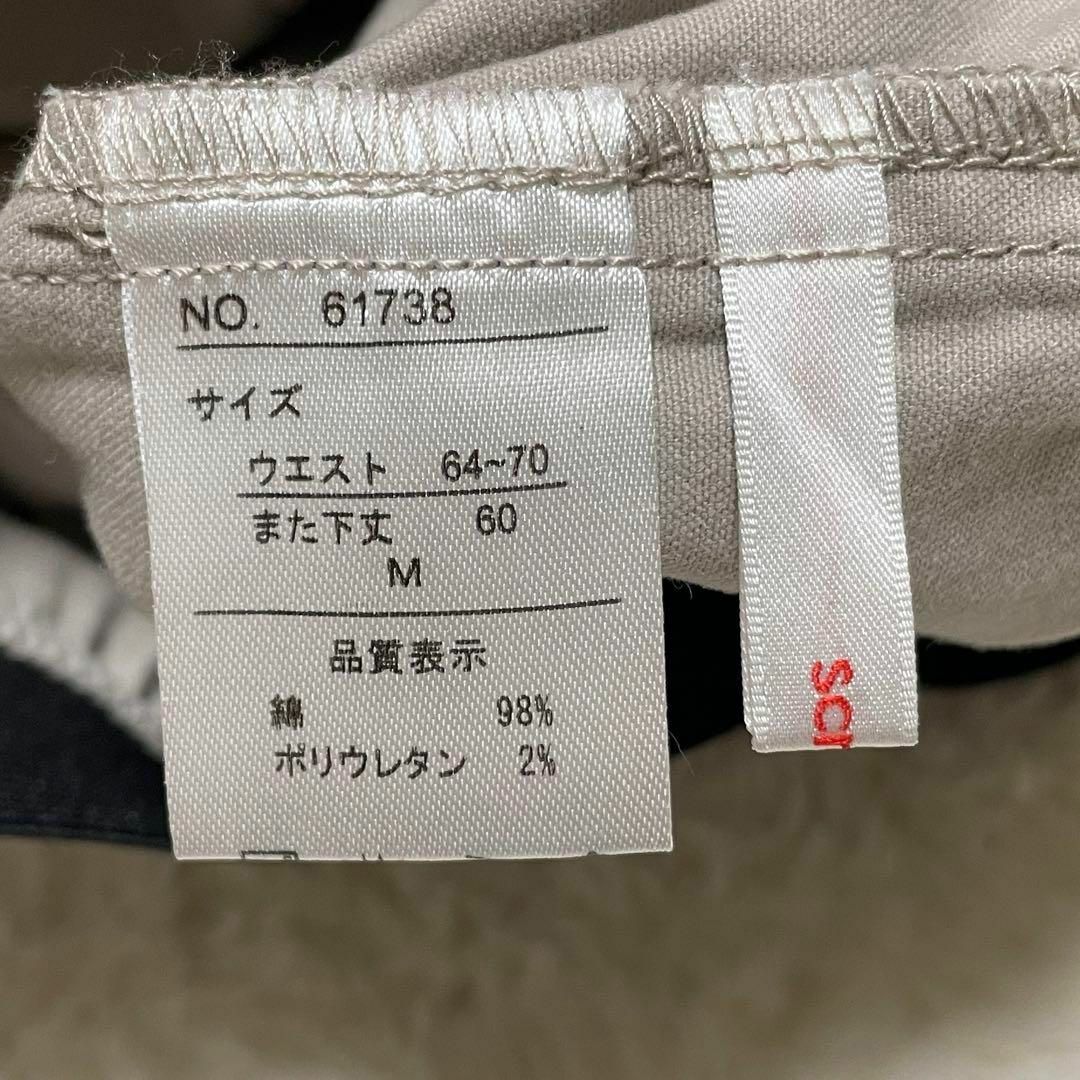 NO. 61738
サイズ
ウエスト 64~70
また下丈 60
M
品質表示
綿 98%
ポリウレタン 2%